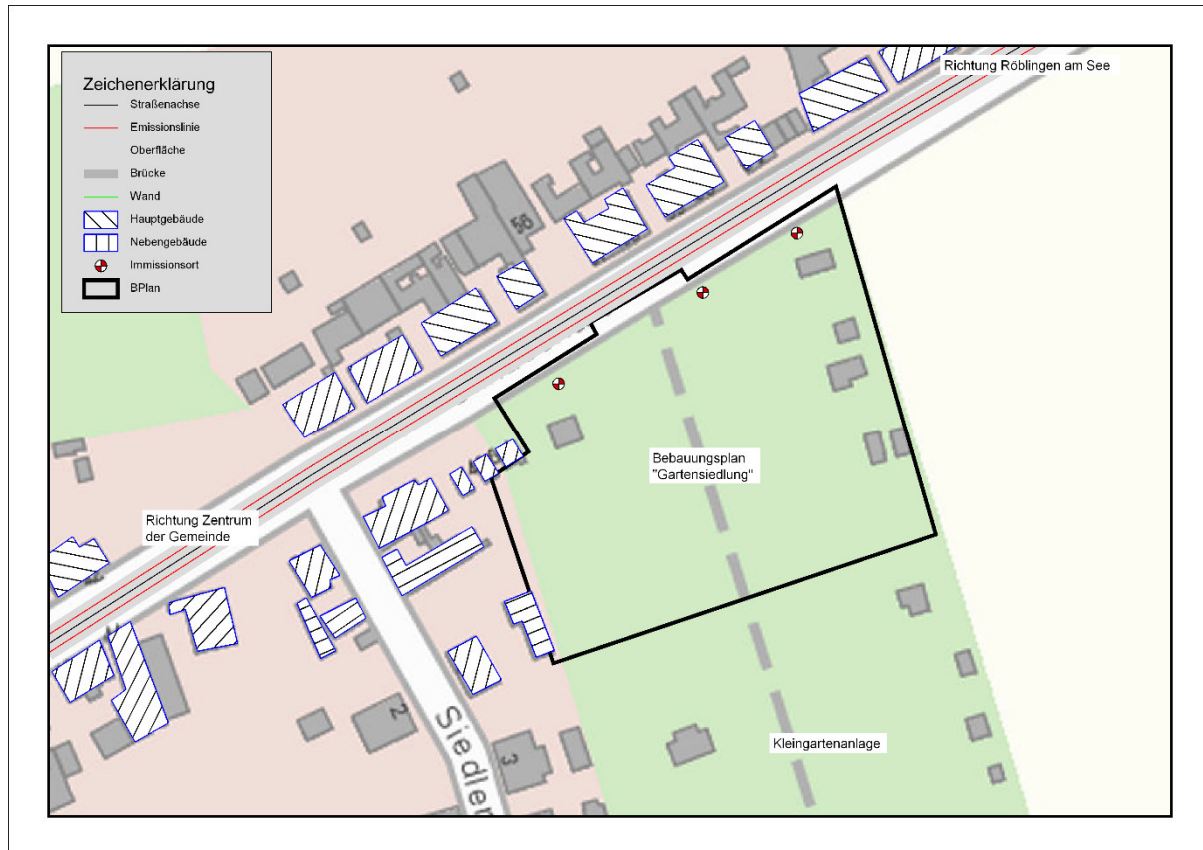 Zeichenerklärung
Straßenachse
Emissionslinie
Oberfläche
Brücke
Wand
Hauptgebäude
Nebengebäude
Immissionsort
BPlan
Richtung Röblingen am See
56
Bebauungsplan
"Gartensiedlung"
Richtung Zentrum
der Gemeinde
2
Siedler
3
Kleingartenanlage